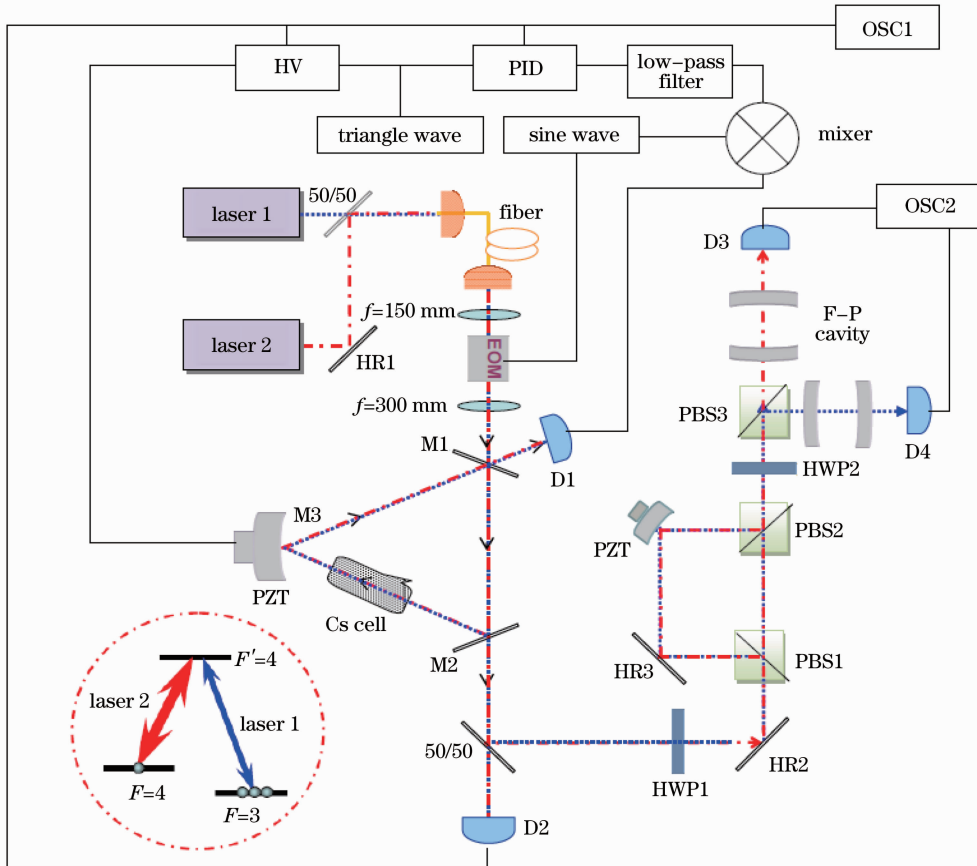 OSC1
HV
PID
low-pass
filter
triangle wave
sine wave
mixer
laser 1
50/50
fiber
OSC2
D3
f=150 mm
F-P
cavity
laser 2
HR1
EOM
f=300 mm
PBS3
M1
D1
D4
HWP2
M3
PBS2
PZT
PZT
Cs cell
M2
HR3
PBS1
F'=4
laser 2
laser 1
50/50
HR2
F=4
F=3
HWP1
D2